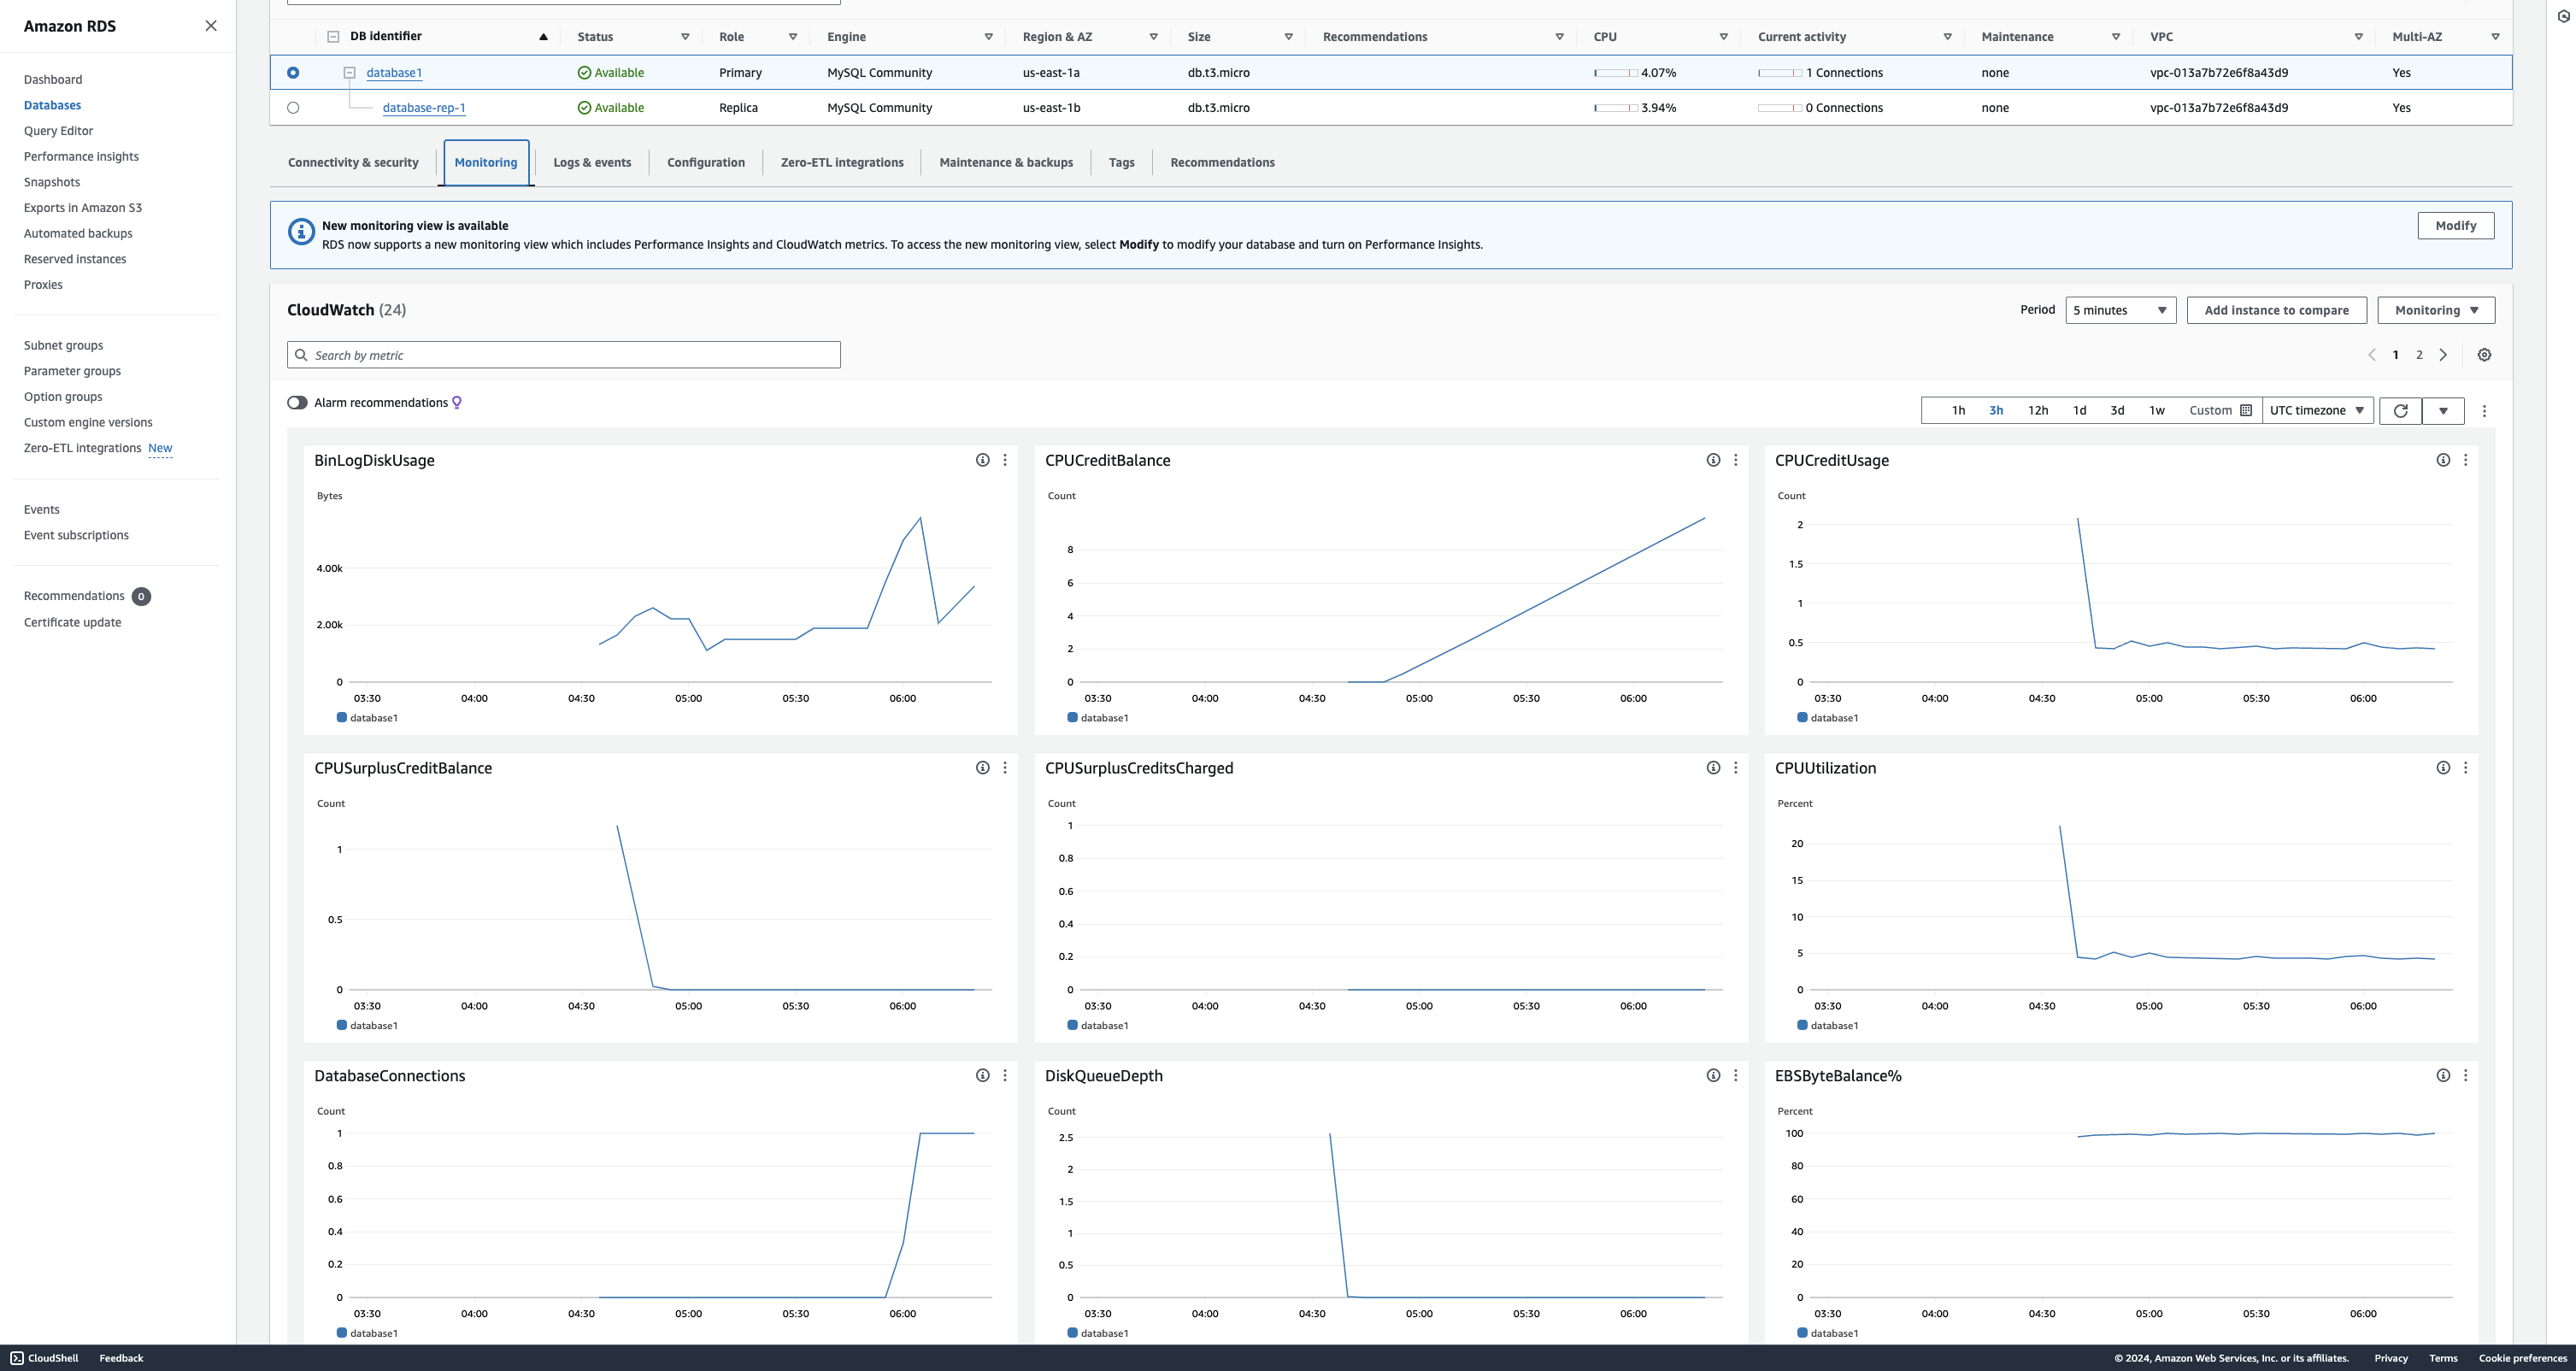 Amazon RDS
Dashboard
Databases
Query Editor
Performance insights
Snapshots
Exports in Amazon S3
Automated backups
Reserved instances
Proxies
Subnet groups
Parameter groups
Option groups
Custom engine versions
Zero-ETL integrations New
Events
Event subscriptions
Recommendations 0
Certificate update
DB identifier Status Role Engine Region & AZ Size Recommendations CPU Current activity Maintenance VPC Multi-AZ
database1 Available Primary MySQL Community us-east-1a db.t3.micro 4.07% 1 Connections none vpc-013a7b72e6f8a43d9 Yes
database-rep-1 Available Replica MySQL Community us-east-1b db.t3.micro 3.94% 0 Connections none vpc-013a7b72e6f8a43d9 Yes
Connectivity & security Monitoring Logs & events Configuration Zero-ETL integrations Maintenance & backups Tags Recommendations
New monitoring view is available
RDS now supports a new monitoring view which includes Performance Insights and CloudWatch metrics. To access the new monitoring view, select Modify to modify your database and turn on Performance Insights.
Modify
CloudWatch (24)
Period 5 minutes Add instance to compare Monitoring
Search by metric
1 2
Alarm recommendations
1h 3h 12h 1d 3d 1w Custom UTC timezone
BinLogDiskUsage
Bytes
4.00k
2.00k
0
03:30 04:00 04:30 05:00 05:30 06:00
database1
CPUCreditBalance
Count
8
6
4
2
0
03:30 04:00 04:30 05:00 05:30 06:00
database1
CPUCreditUsage
Count
2
1.5
1
0.5
0
03:30 04:00 04:30 05:00 05:30 06:00
database1
CPUSurplusCreditBalance
Count
1
0.5
0
03:30 04:00 04:30 05:00 05:30 06:00
database1
CPUSurplusCreditsCharged
Count
1
0.8
0.6
0.4
0.2
0
03:30 04:00 04:30 05:00 05:30 06:00
database1
CPUUtilization
Percent
20
15
10
5
0
03:30 04:00 04:30 05:00 05:30 06:00
database1
DatabaseConnections
Count
1
0.8
0.6
0.4
0.2
0
03:30 04:00 04:30 05:00 05:30 06:00
database1
DiskQueueDepth
Count
2.5
2
1.5
1
0.5
0
03:30 04:00 04:30 05:00 05:30 06:00
database1
EBSByteBalance%
Percent
100
80
60
40
20
0
03:30 04:00 04:30 05:00 05:30 06:00
database1
CloudShell Feedback © 2024, Amazon Web Services, Inc. or its affiliates. Privacy Terms Cookie preferences